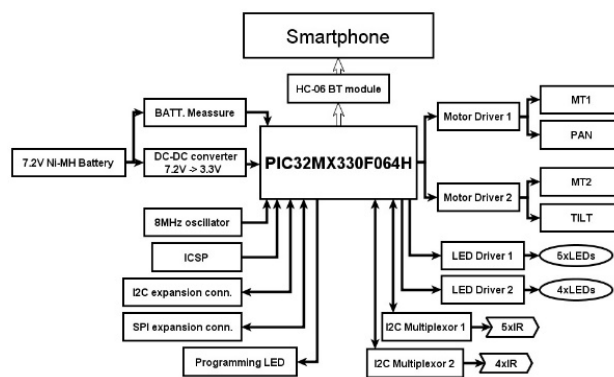 Smartphone
HC-06 BT module
BATT. Meassure
Motor Driver 1
MT1
PAN
7.2V Ni-MH Battery
DC-DC converter
7.2V -> 3.3V
PIC32MX330F064H
Motor Driver 2
MT2
TILT
8MHz oscillator
ICSP
LED Driver 1
5xLEDs
I2C expansion conn.
LED Driver 2
4xLEDs
SPI expansion conn.
I2C Multiplexor 1
5xIR
Programming LED
I2C Multiplexor 2
4xIR